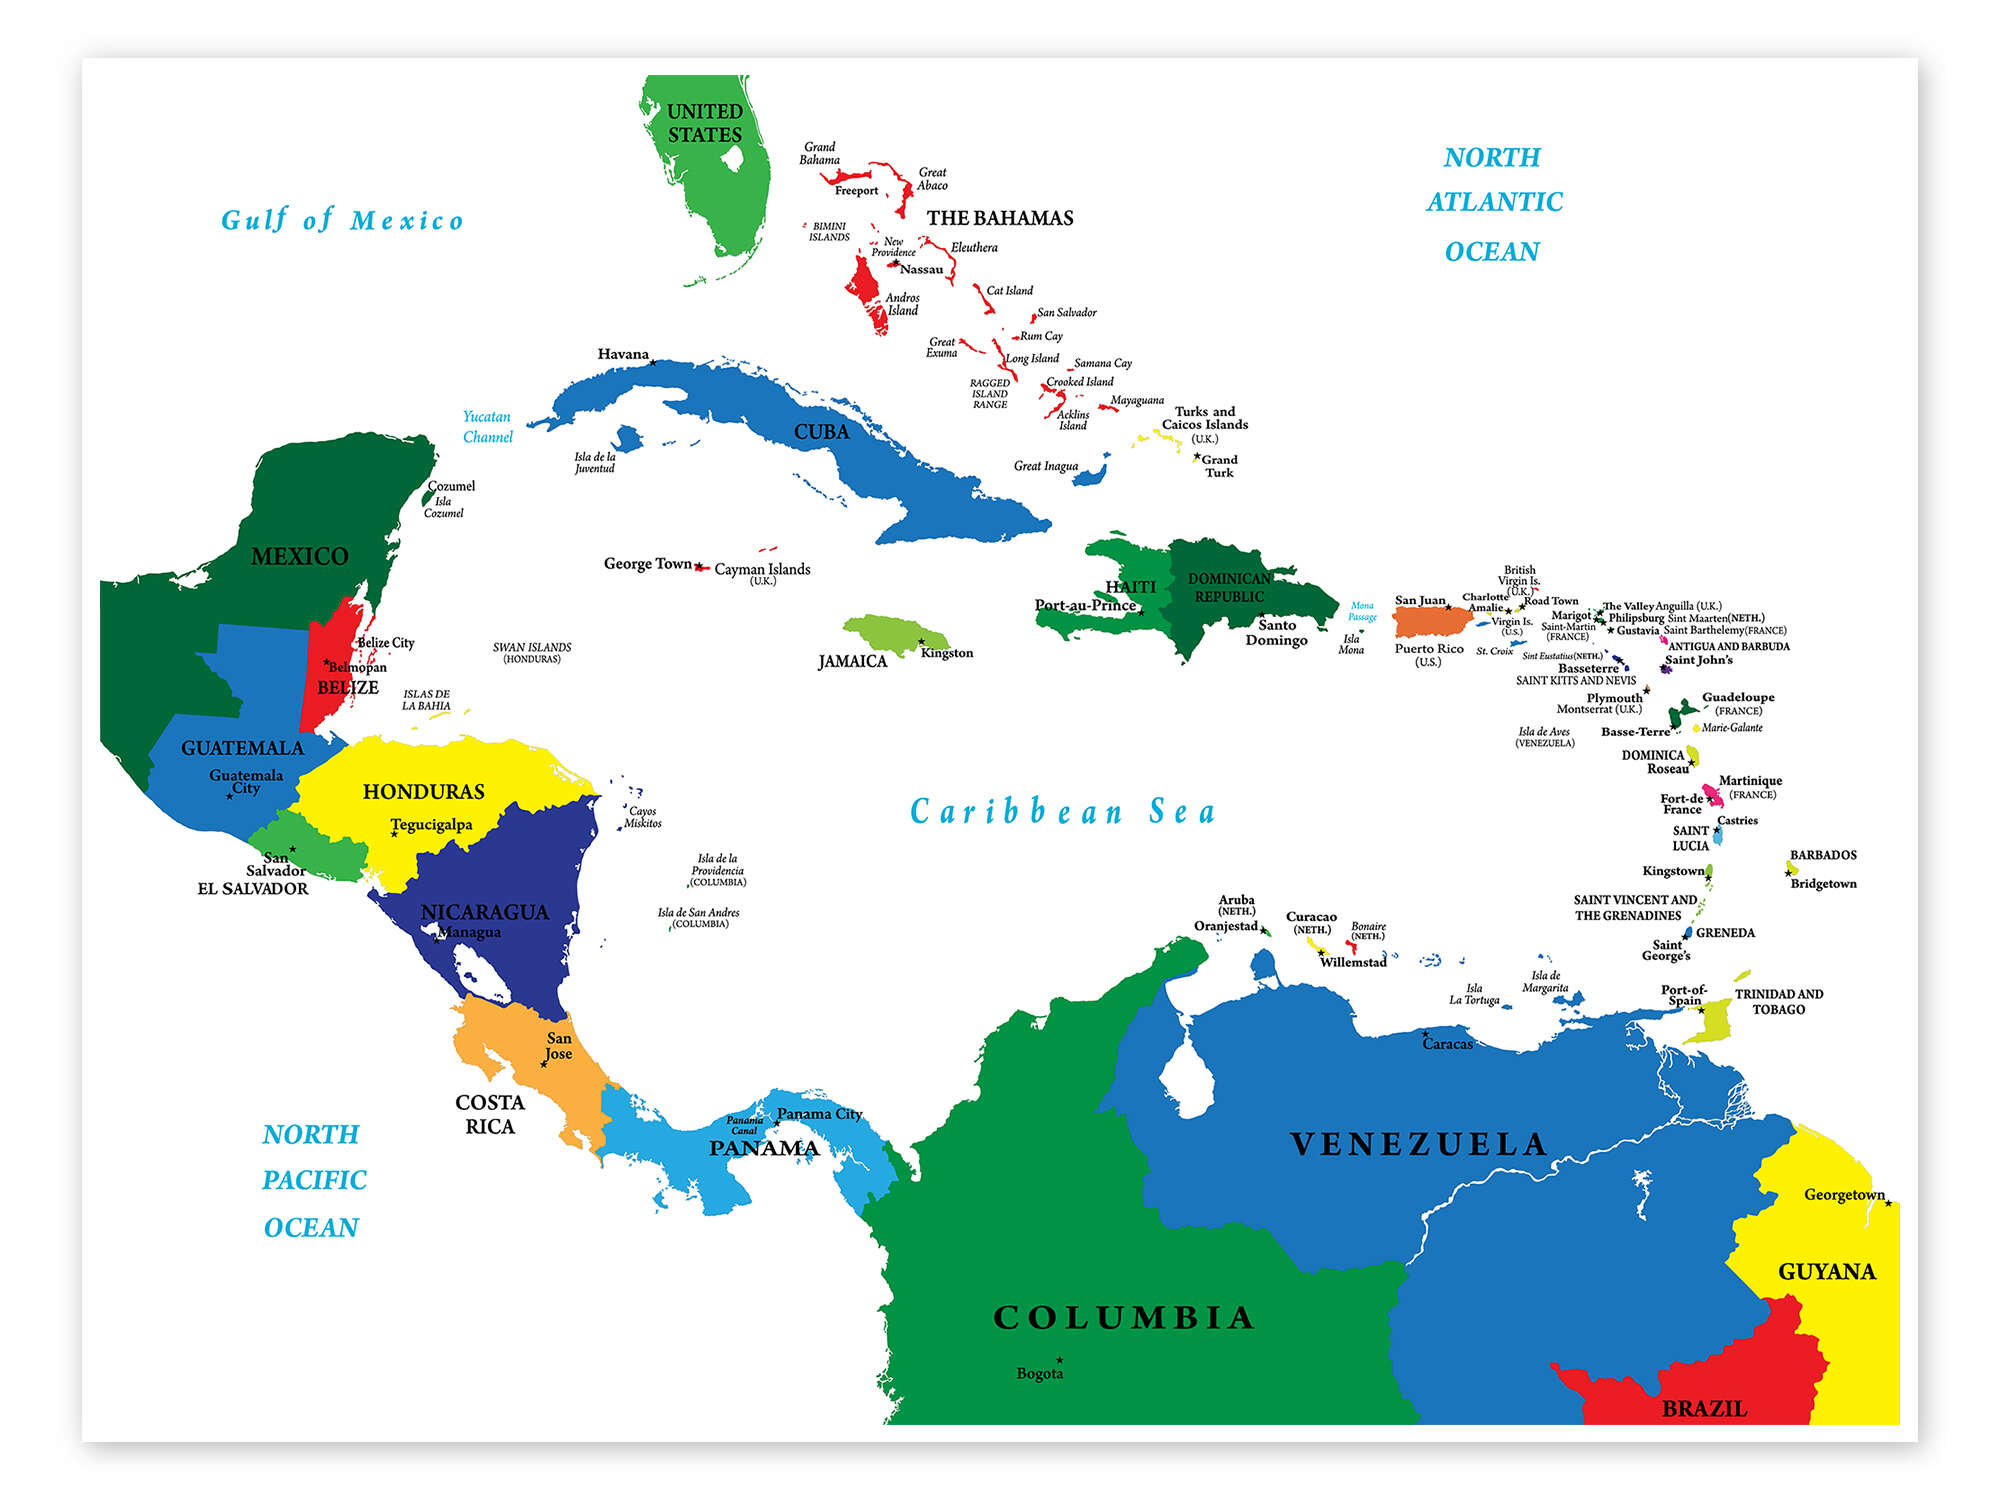 UNITED
STATES
Gulf of Mexico
NORTH
ATLANTIC
OCEAN
Grand
Bahama
Freeport
Great
Abaco
THE BAHAMAS
BIMINI
ISLANDS
New
Providence
Nassau
Eleuthera
Andros
Island
Cat Island
San Salvador
Great
Exuma
Rum Cay
Long Island
Samana Cay
RAGGED
ISLAND
RANGE
Crooked Island
Acklins
Island
Mayaguana
Turks and
Caicos Islands
(U.K.)
Grand
Turk
Great Inagua
Havana
Yucatan
Channel
CUBA
Isla de la
Juventud
Cozumel
Isla
Cozumel
MEXICO
George Town
Cayman Islands
(U.K.)
HAITI
Port-au-Prince
DOMINICAN
REPUBLIC
Santo
Domingo
Mona
Passage
Isla
Mona
San Juan
Puerto Rico
(U.S.)
British
Virgin Is.
(U.K.)
Charlotte
Amalie
Road Town
Virgin Is.
(U.S.)
St. Croix
The Valley Anguilla (U.K.)
Marigot
Philipsburg Sint Maarten(NETH.)
Saint-Martin
(FRANCE)
Gustavia Saint Barthelemy(FRANCE)
ANTIGUA AND BARBUDA
Saint John's
Sint Eustatius(NETH.)
Basseterre
SAINT KITTS AND NEVIS
Plymouth
Montserrat (U.K.)
Guadeloupe
(FRANCE)
Basse-Terre
Marie-Galante
Isla de Aves
(VENEZUELA)
DOMINICA
Roseau
Martinique
(FRANCE)
Fort-de
France
Castries
SAINT
LUCIA
BARBADOS
Bridgetown
Kingstown
SAINT VINCENT AND
THE GRENADINES
GRENEDA
Saint
George's
Port-of-
Spain
TRINIDAD AND
TOBAGO
JAMAICA
Kingston
SWAN ISLANDS
(HONDURAS)
Belize City
Belmopan
BELIZE
ISLAS DE
LA BAHIA
GUATEMALA
Guatemala
City
HONDURAS
Tegucigalpa
Cayos
Miskitos
Caribbean Sea
San
Salvador
EL SALVADOR
Isla de la
Providencia
(COLUMBIA)
Isla de San Andres
(COLUMBIA)
NICARAGUA
Managua
Aruba
(NETH.)
Oranjestad
Curacao
(NETH.)
Willemstad
Bonaire
(NETH.)
Isla
La Tortuga
Isla de
Margarita
San
Jose
COSTA
RICA
Caracas
Panama
Canal
Panama City
PANAMA
NORTH
PACIFIC
OCEAN
VENEZUELA
Georgetown
GUYANA
COLUMBIA
Bogota
BRAZIL